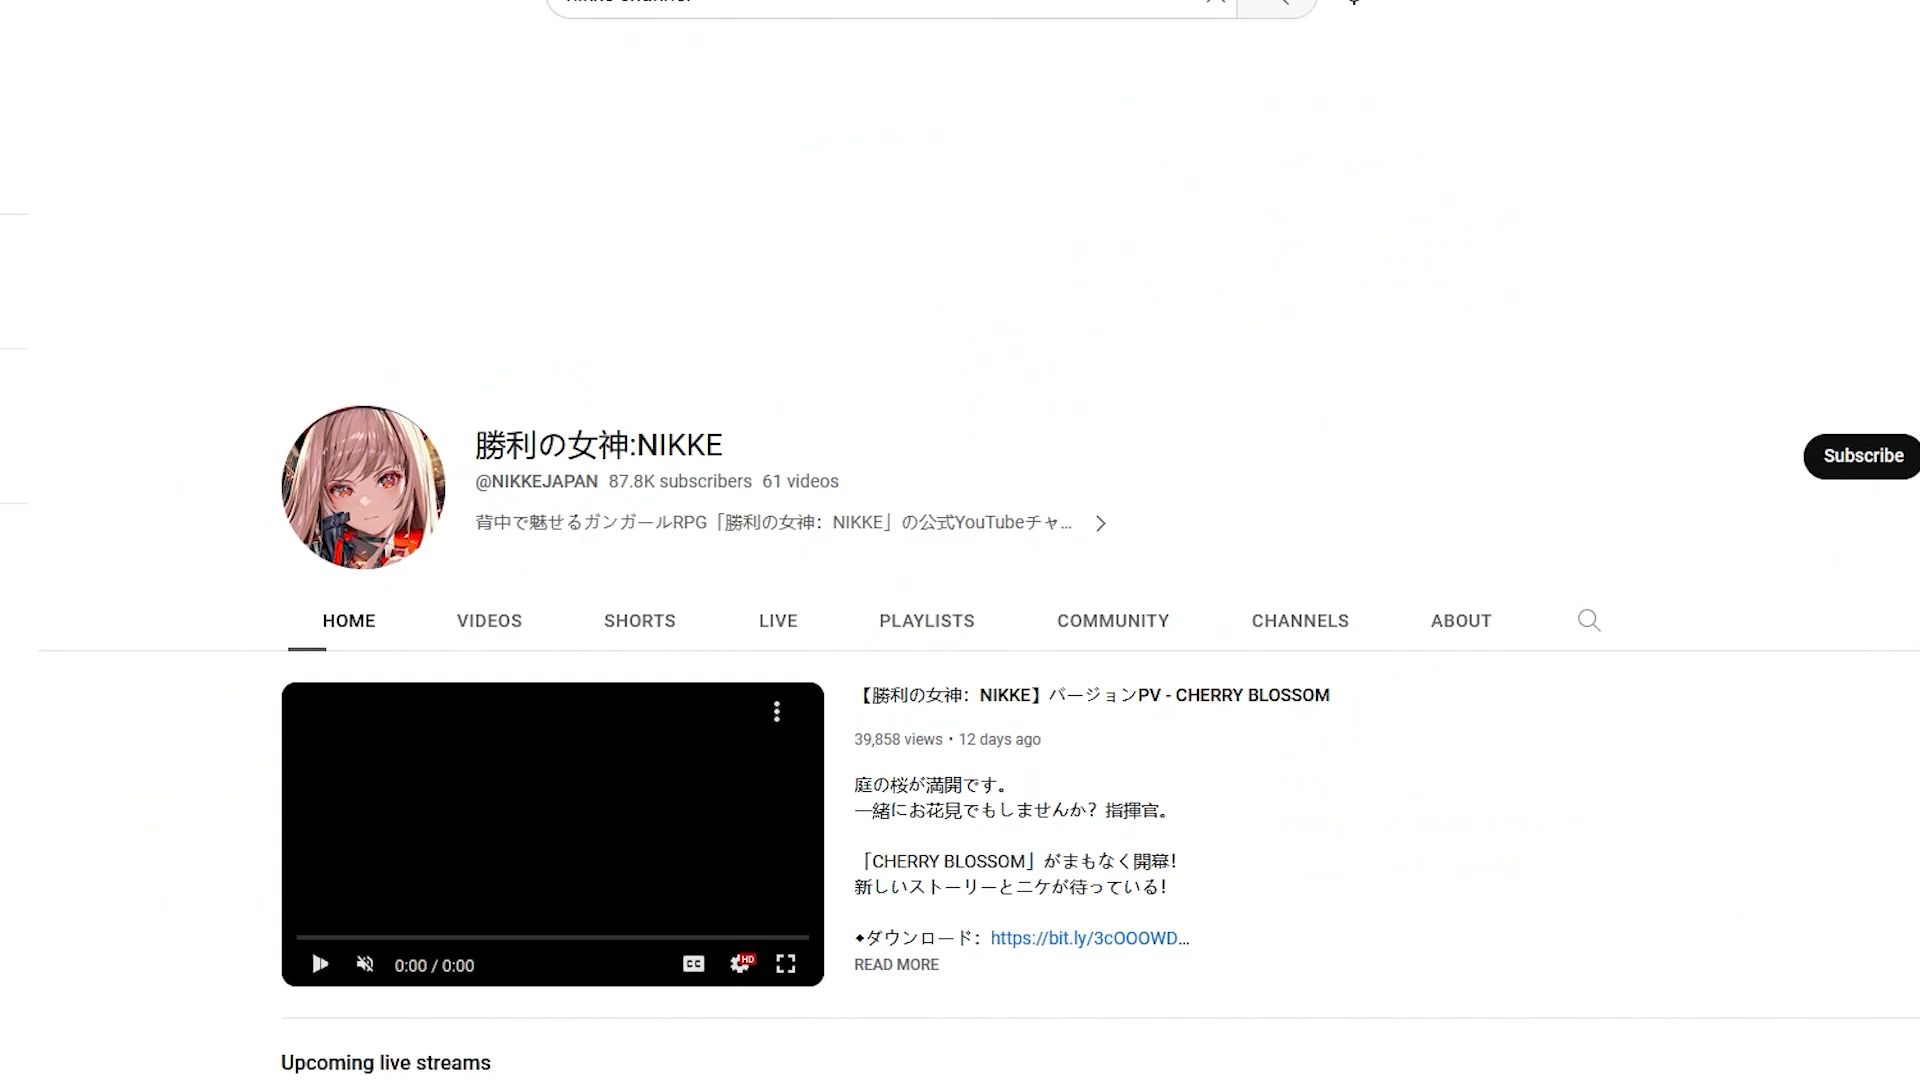 勝利の女神:NIKKE
@NIKKEJAPAN 87.8K subscribers 61 videos
背中で魅せるガンガールRPG「勝利の女神：NIKKE」の公式YouTubeチャ...
Subscribe
HOME VIDEOS SHORTS LIVE PLAYLISTS COMMUNITY CHANNELS ABOUT
【勝利の女神：NIKKE】バージョンPV - CHERRY BLOSSOM
39,858 views • 12 days ago
庭の桜が満開です。
一緒にお花見でもしませんか？指揮官。
「CHERRY BLOSSOM」がまもなく開幕！
新しいストーリーとニケが待っている！
◆ダウンロード：https://bit.ly/3cOOOWD...
READ MORE
0:00 / 0:00
CC
HD
Upcoming live streams